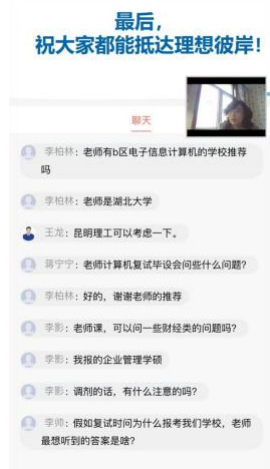 最后，
祝大家都能抵达理想彼岸！
聊天
李柏林：老师有b区电子信息计算机的学校推荐
吗
李柏林：老师是湖北大学
王龙：昆明理工可以考虑一下。
蒋宁宁：老师计算机复试毕设会问些什么问题？
李柏林：好的，谢谢老师的推荐
李影：老师课，可以问一些财经类的问题吗？
李影：我报的企业管理学硕
李影：调剂的话，有什么注意的吗？
李帅：假如复试时问为什么报考我们学校，老师
最想听到的答案是啥？